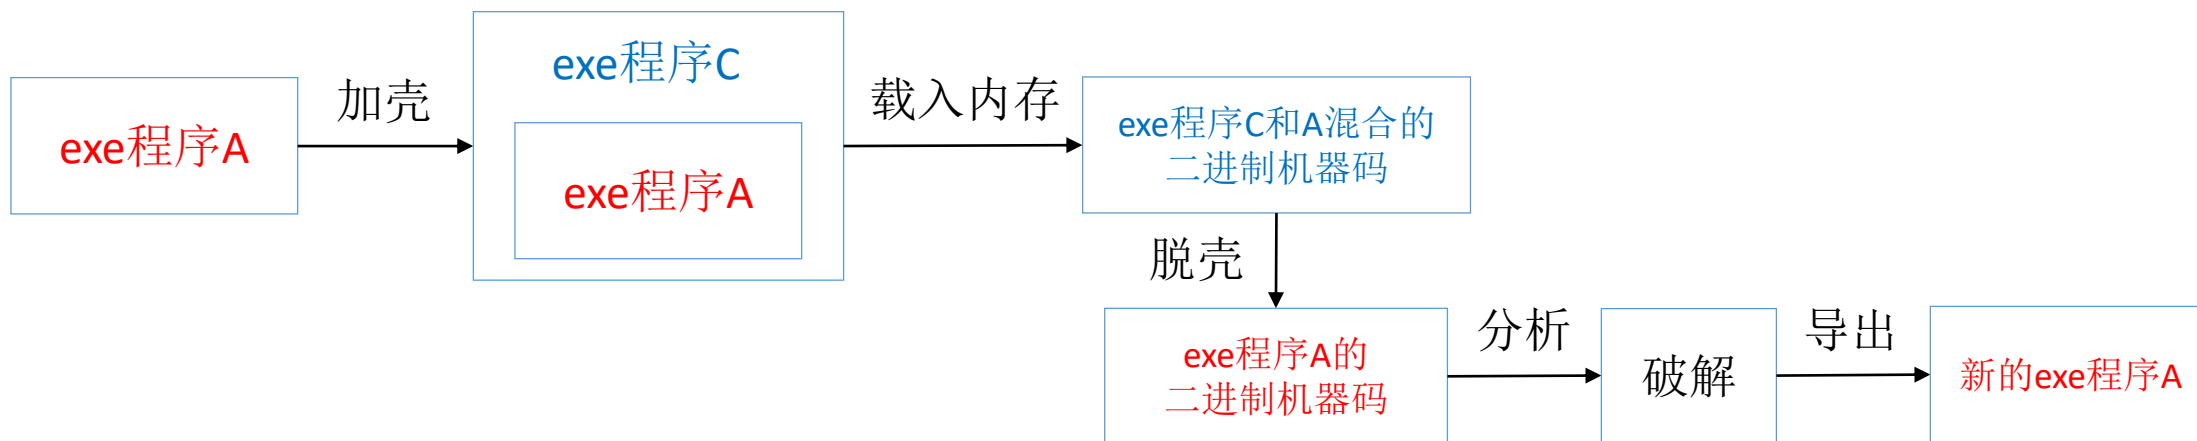 exe程序A
加壳
exe程序C
exe程序A
载入内存
exe程序C和A混合的
二进制机器码
脱壳
exe程序A的
二进制机器码
分析
破解
导出
新的exe程序A